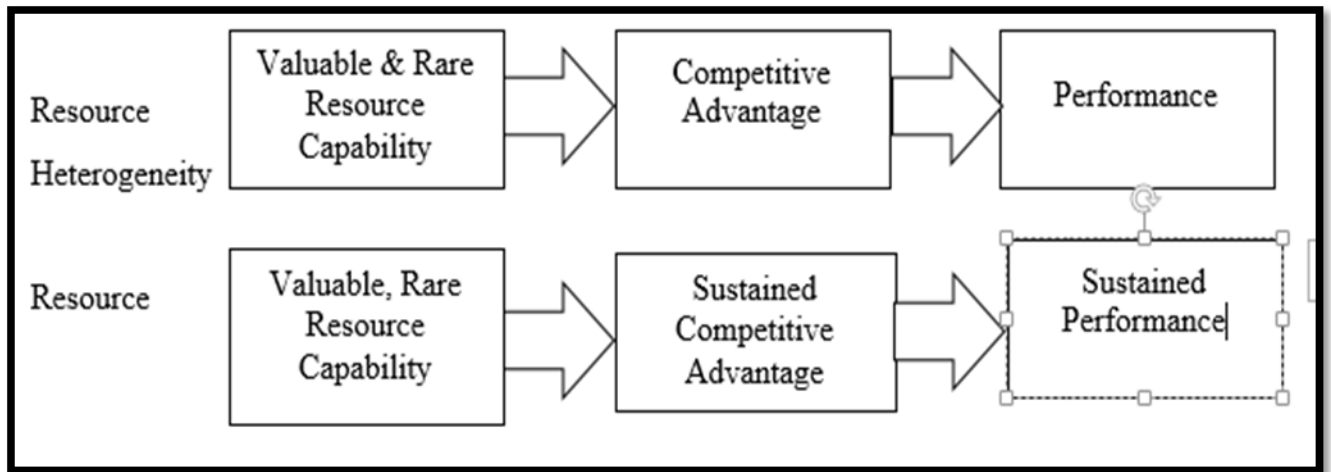 Resource
Heterogeneity
Valuable & Rare
Resource
Capability
Competitive
Advantage
Performance
Resource
Valuable, Rare
Resource
Capability
Sustained
Competitive
Advantage
Sustained
Performance